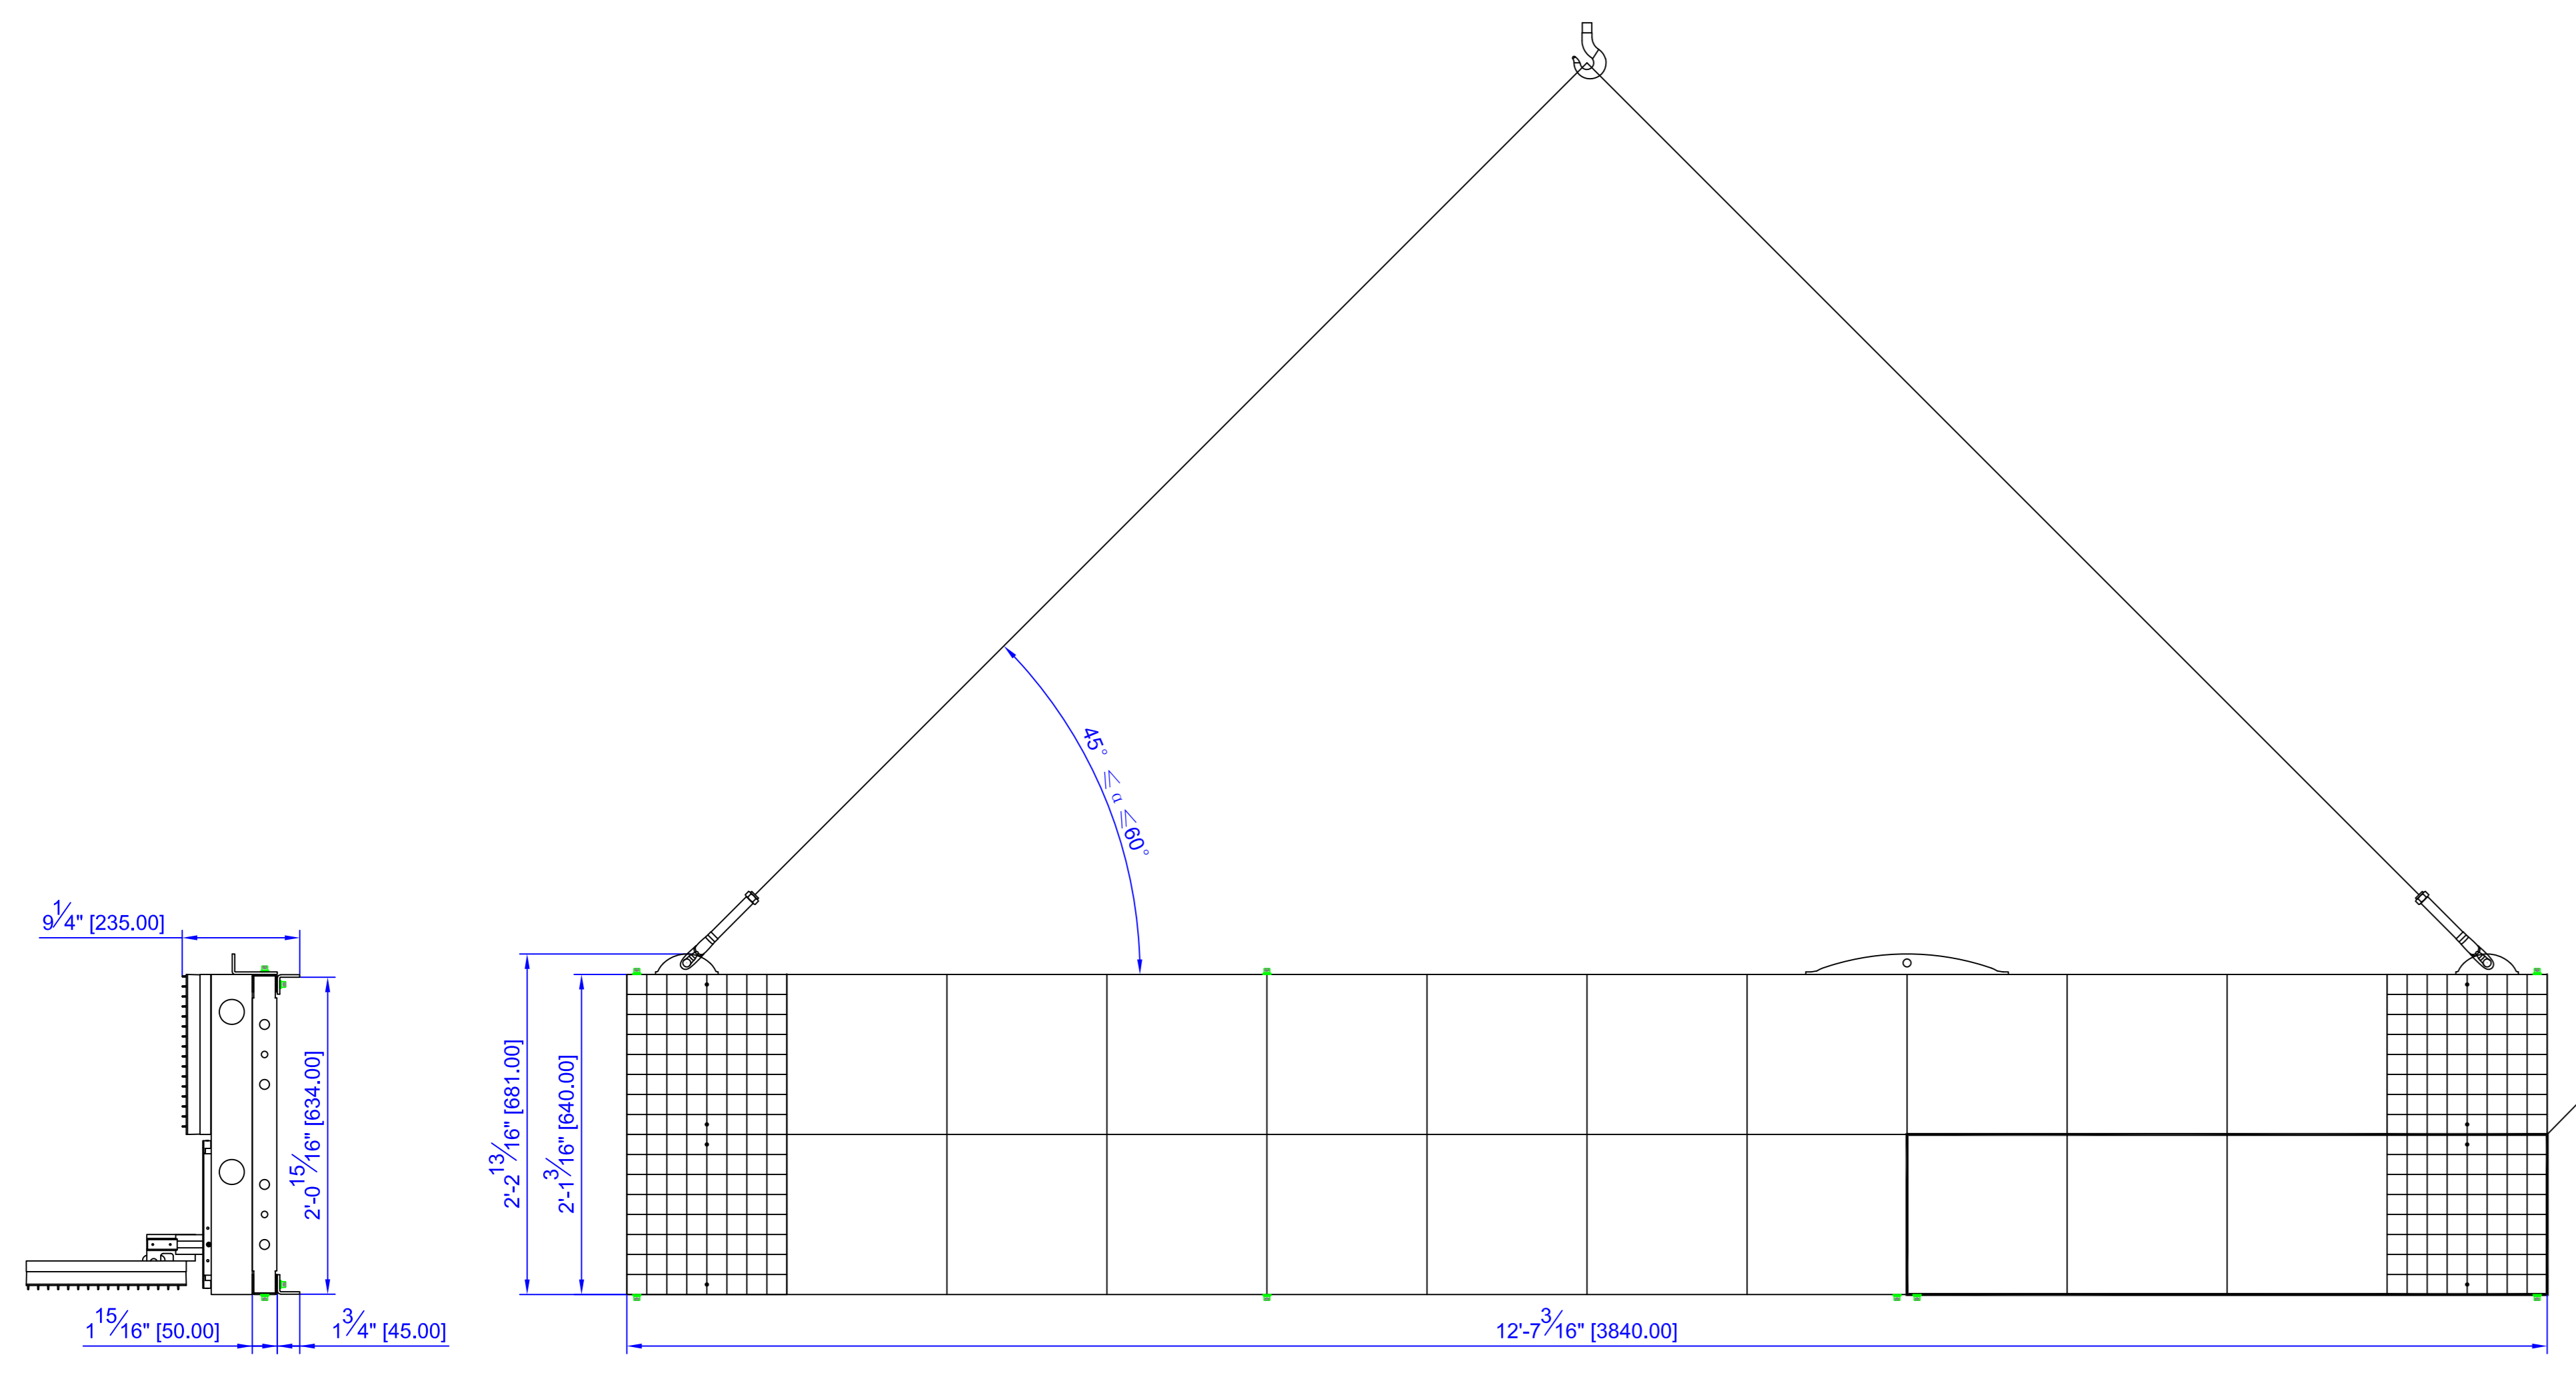 9 1/4" [235.00]
2'-0 15/16" [634.00]
1 15/16" [50.00]
1 3/4" [45.00]
2'-2 13/16" [681.00]
2'-1 3/16" [640.00]
45° ≤ a ≤60°
12'-7 3/16" [3840.00]